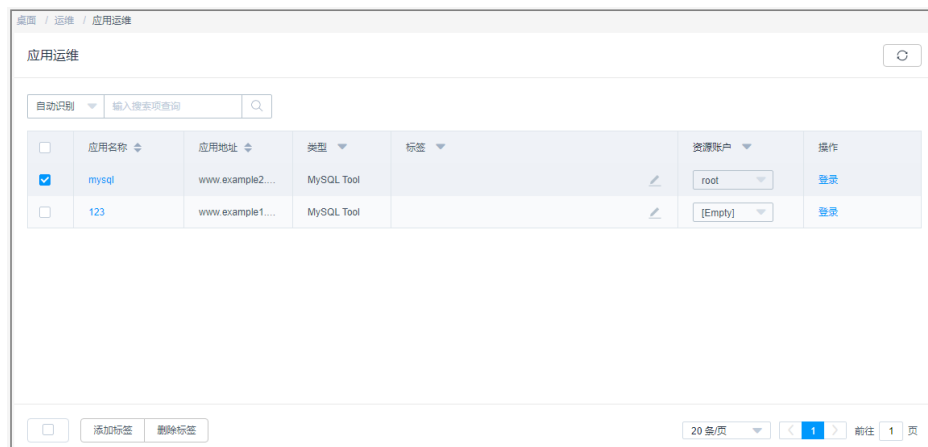 桌面 / 运维 / 应用运维
应用运维
自动识别 输入搜索项查询
应用名称 应用地址 类型 标签 资源账户 操作
mysql www.example2.... MySQL Tool root 登录
123 www.example1.... MySQL Tool [Empty] 登录
添加标签 删除标签 20 条/页 1 前往 1 页